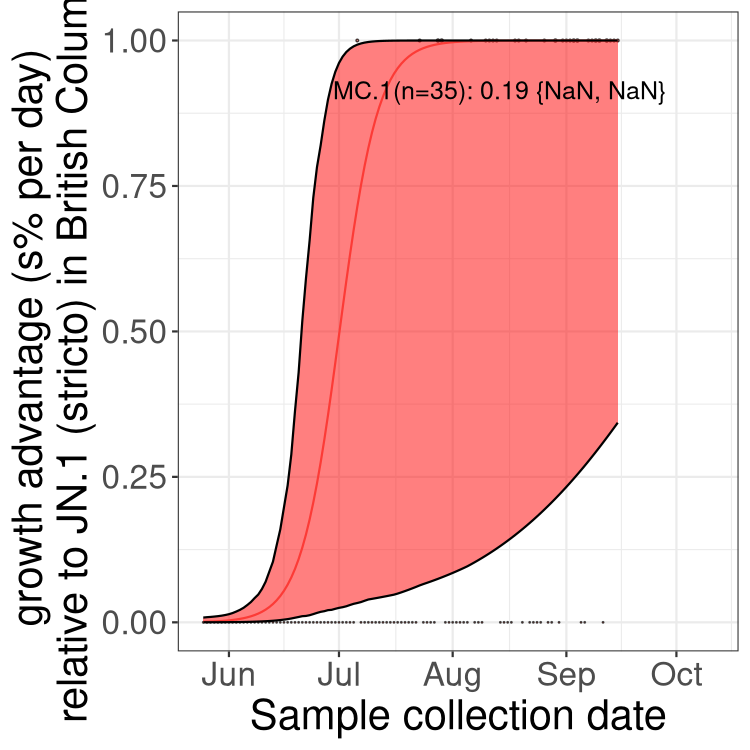 growth advantage (s% per day)
relative to JN.1 (stricto) in British Colum
1.00
0.75
0.50
0.25
0.00
MC.1(n=35): 0.19 {NaN, NaN}
Jun Jul Aug Sep Oct
Sample collection date